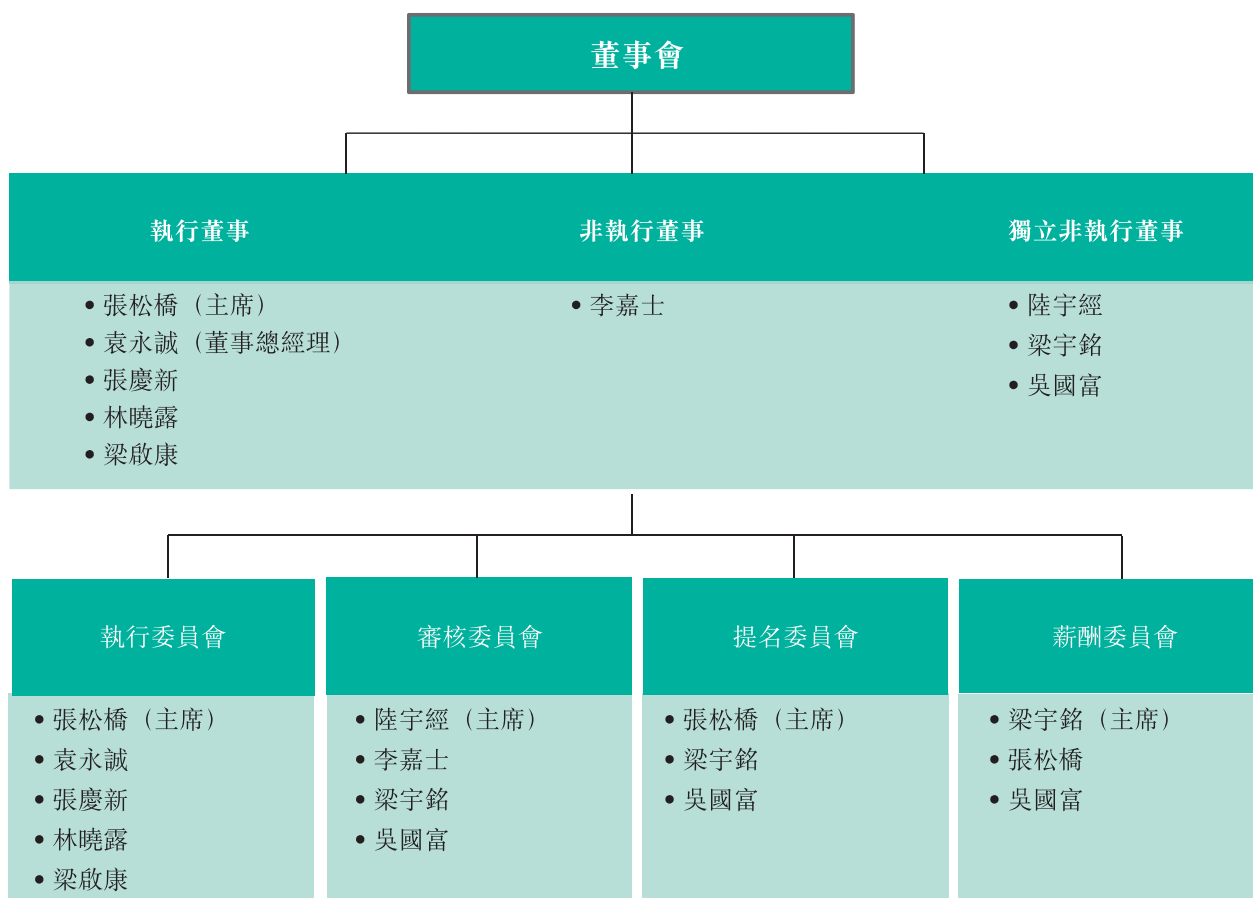 董事會
執行董事
非執行董事
獨立非執行董事
• 張松橋（主席）
• 袁永誠（董事總經理）
• 張慶新
• 林曉露
• 梁啟康
• 李嘉士
• 陸宇經
• 梁宇銘
• 吳國富
執行委員會
審核委員會
提名委員會
薪酬委員會
• 張松橋（主席）
• 袁永誠
• 張慶新
• 林曉露
• 梁啟康
• 陸宇經（主席）
• 李嘉士
• 梁宇銘
• 吳國富
• 張松橋（主席）
• 梁宇銘
• 吳國富
• 梁宇銘（主席）
• 張松橋
• 吳國富